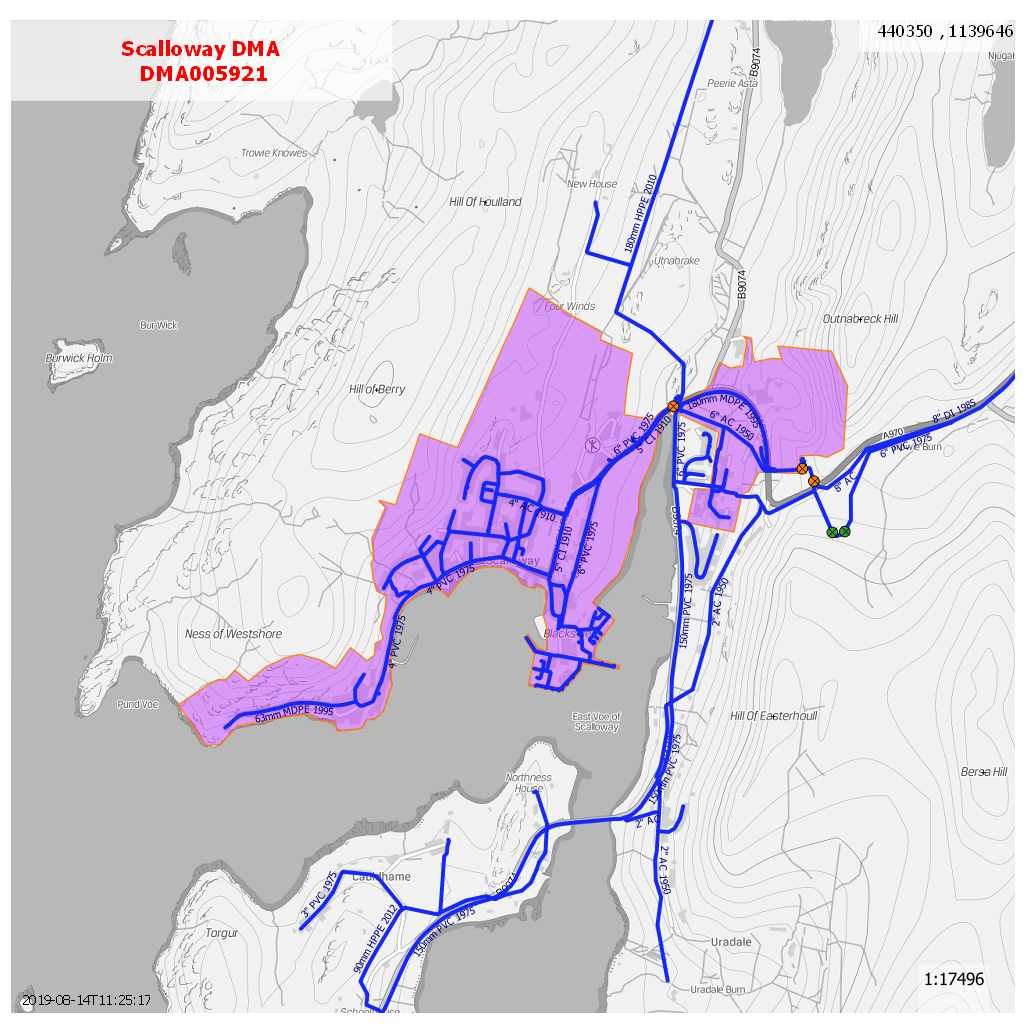 Scalloway DMA
DMA005921
440350 , 1139646
B9074
Peerie Asta
Trowie Knowes
New House
Hill Of Houlland
180mm HPPE 2010
Utnabrake
B9074
Four Winds
Bur Wick
Outnabreck Hill
Burwick Holm
Hill of Berry
180mm MDPE 1995
8" DI 1985
6" AC 1950
6" PVC 1975
5" CI 1910
6" PVC 1975
A970
6" PVC 1975
8" AC
4" AC 1910
5" CI 1910
6" PVC 1975
Scalloway
4" PVC 1975
150mm PVC 1975
2" AC 1950
Ness of Westshore
4" PVC 1975
Pund Voe
63mm MDPE 1995
East Voe of
Scalloway
Hill Of Easterhoull
150mm PVC 1975
Bersa Hill
Northness
House
2" AC
2" AC 1950
Cauldhame
B9074
3" PVC 1975
90mm HPPE 2012
150mm PVC 1975
Torgur
Uradale
1:17496
Uradale Burn
2019-08-14T11:25:17